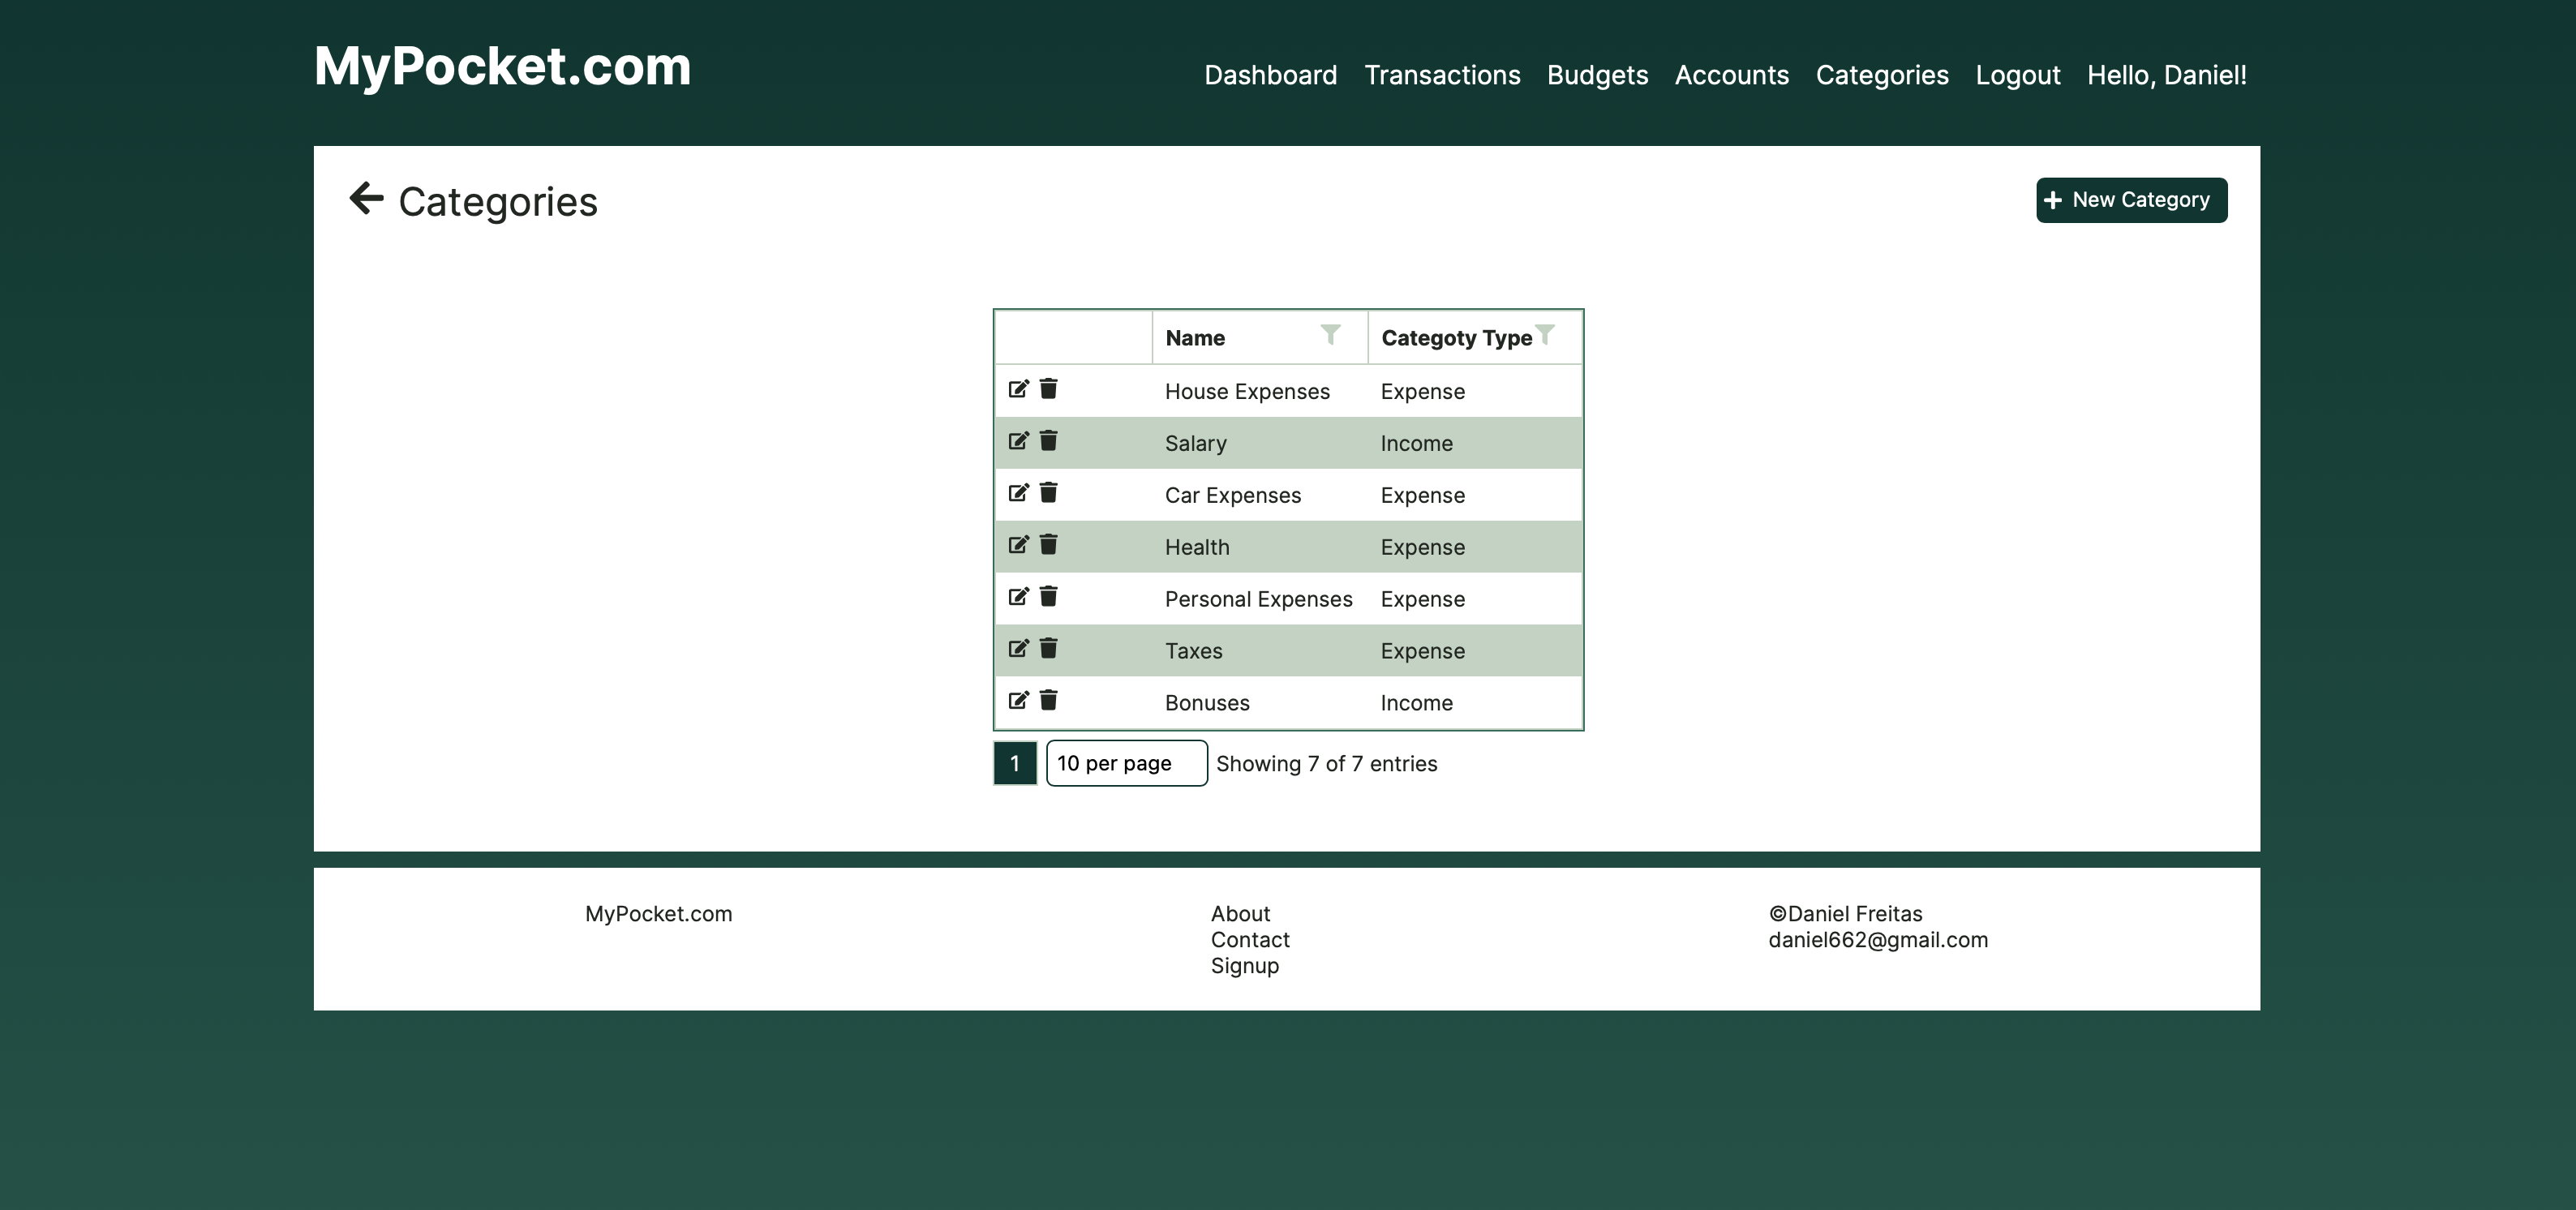 MyPocket.com
Dashboard Transactions Budgets Accounts Categories Logout Hello, Daniel!
Categories
New Category
Name Categoty Type
House Expenses Expense
Salary Income
Car Expenses Expense
Health Expense
Personal Expenses Expense
Taxes Expense
Bonuses Income
1 10 per page Showing 7 of 7 entries
MyPocket.com
About
Contact
Signup
©Daniel Freitas
daniel662@gmail.com